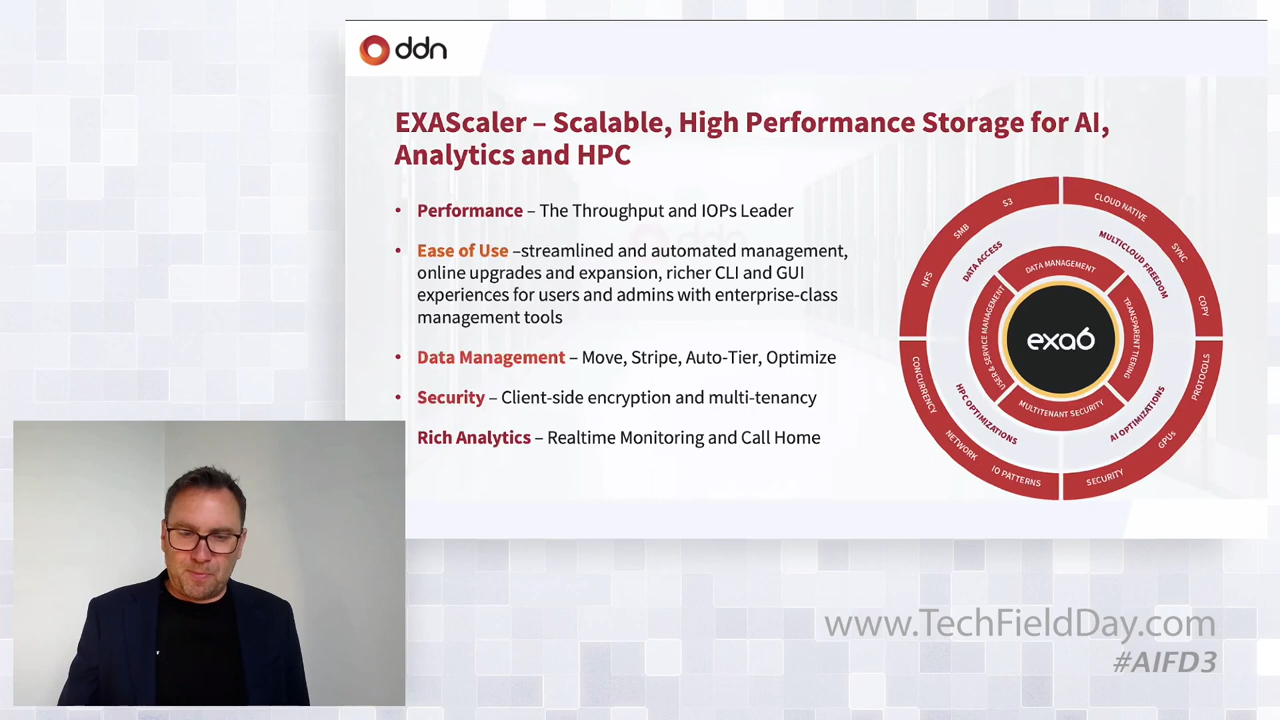 ddn
EXAScaler – Scalable, High Performance Storage for AI,
Analytics and HPC
• Performance – The Throughput and IOPs Leader
• Ease of Use –streamlined and automated management,
online upgrades and expansion, richer CLI and GUI
experiences for users and admins with enterprise-class
management tools
• Data Management – Move, Stripe, Auto-Tier, Optimize
• Security – Client-side encryption and multi-tenancy
Rich Analytics – Realtime Monitoring and Call Home
NFS
SMB
S3
CLOUD NATIVE
SYNC
COPY
PROTOCOLS
GPUs
SECURITY
IO PATTERNS
NETWORK
CONCURRENCY
DATA ACCESS
MULTICLOUD FREEDOM
AI OPTIMIZATIONS
HPC OPTIMIZATIONS
DATA MANAGEMENT
TRANSPARENT TIERING
MULTITENANT SECURITY
USER & SERVICE MANAGEMENT
exa6
www.TechFieldDay.com
#AIFD3